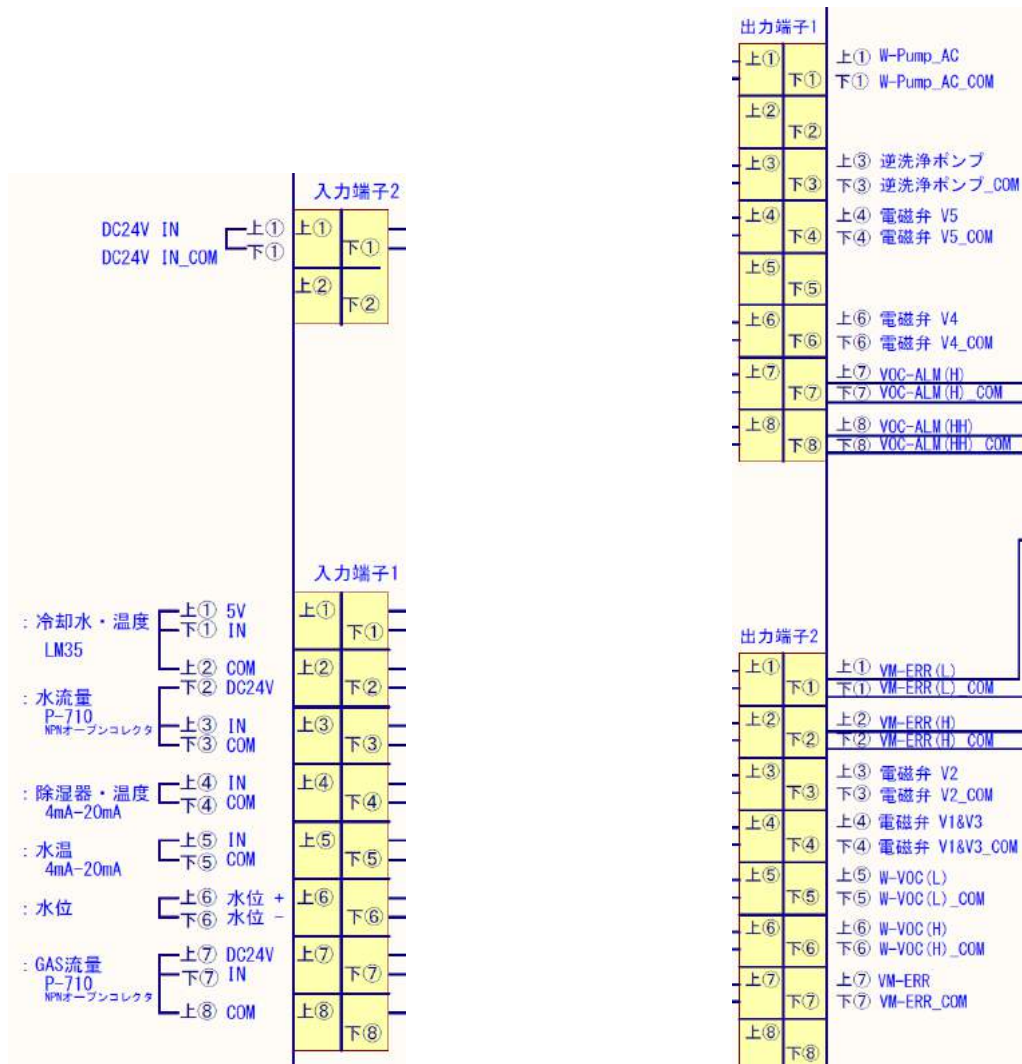 入力端子2
DC24V IN 上① 上①
DC24V IN_COM 下① 下①
上②
下②
入力端子1
: 冷却水・温度
LM35
上① 5V 上①
下① IN 下①
上② COM 上②
: 水流量
P-710
NPNオープンコレクタ
下② DC24V 下②
上③ IN 上③
下③ COM 下③
: 除湿器・温度
4mA-20mA
上④ IN 上④
下④ COM 下④
: 水温
4mA-20mA
上⑤ IN 上⑤
下⑤ COM 下⑤
: 水位
上⑥ 水位 + 上⑥
下⑥ 水位 - 下⑥
: GAS流量
P-710
NPNオープンコレクタ
上⑦ DC24V 上⑦
下⑦ IN 下⑦
上⑧ COM 上⑧
下⑧
出力端子1
上① 上① W-Pump_AC
下① 下① W-Pump_AC_COM
上②
下②
上③ 上③ 逆洗浄ポンプ
下③ 下③ 逆洗浄ポンプ_COM
上④ 上④ 電磁弁 V5
下④ 下④ 電磁弁 V5_COM
上⑤
下⑤
上⑥ 上⑥ 電磁弁 V4
下⑥ 下⑥ 電磁弁 V4_COM
上⑦ 上⑦ VOC-ALM(H)
下⑦ 下⑦ VOC-ALM(H)_COM
上⑧ 上⑧ VOC-ALM(HH)
下⑧ 下⑧ VOC-ALM(HH)_COM
出力端子2
上① 上① VM-ERR(L)
下① 下① VM-ERR(L)_COM
上② 上② VM-ERR(H)
下② 下② VM-ERR(H)_COM
上③ 上③ 電磁弁 V2
下③ 下③ 電磁弁 V2_COM
上④ 上④ 電磁弁 V1&V3
下④ 下④ 電磁弁 V1&V3_COM
上⑤ 上⑤ W-VOC(L)
下⑤ 下⑤ W-VOC(L)_COM
上⑥ 上⑥ W-VOC(H)
下⑥ 下⑥ W-VOC(H)_COM
上⑦ 上⑦ VM-ERR
下⑦ 下⑦ VM-ERR_COM
上⑧
下⑧